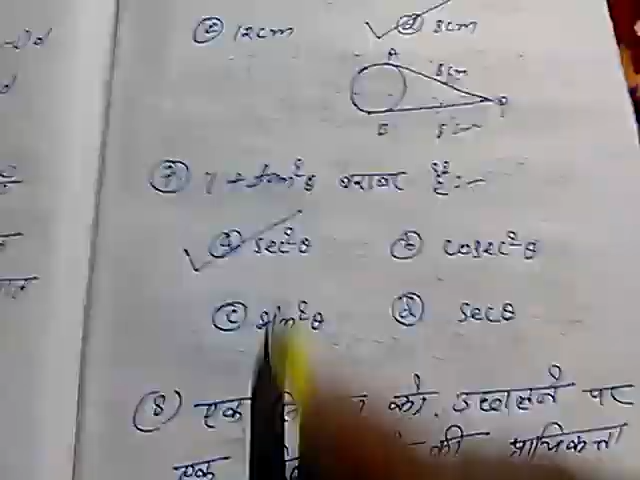 ⓒ 12cm ⓓ 8cm
A
8cm
P
B 8cm
⑦ 1+tan²θ बराबर है:-
ⓐ sec²θ ⓑ cosec²θ
ⓒ sin²θ ⓓ secθ
⑧ एक को उछालने पर
एक की प्रायिकता